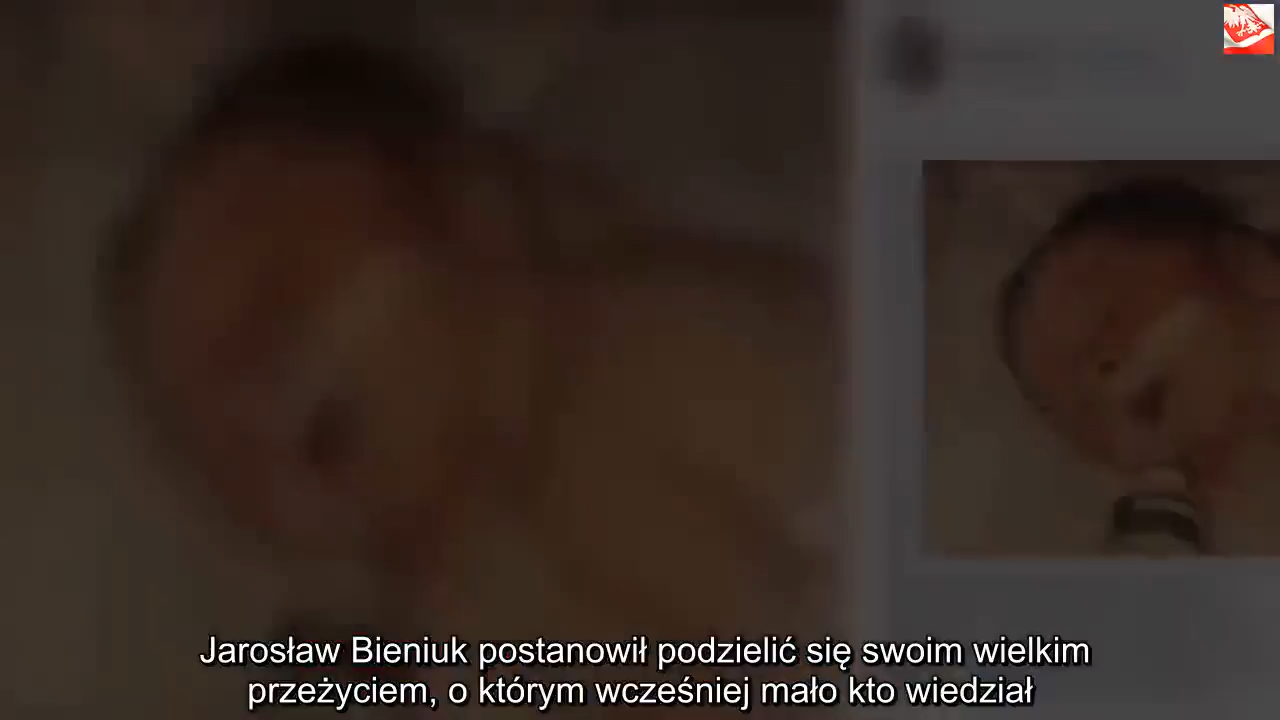 Jarosław Bieniuk postanowił podzielić się swoim wielkim
przeżyciem, o którym wcześniej mało kto wiedział